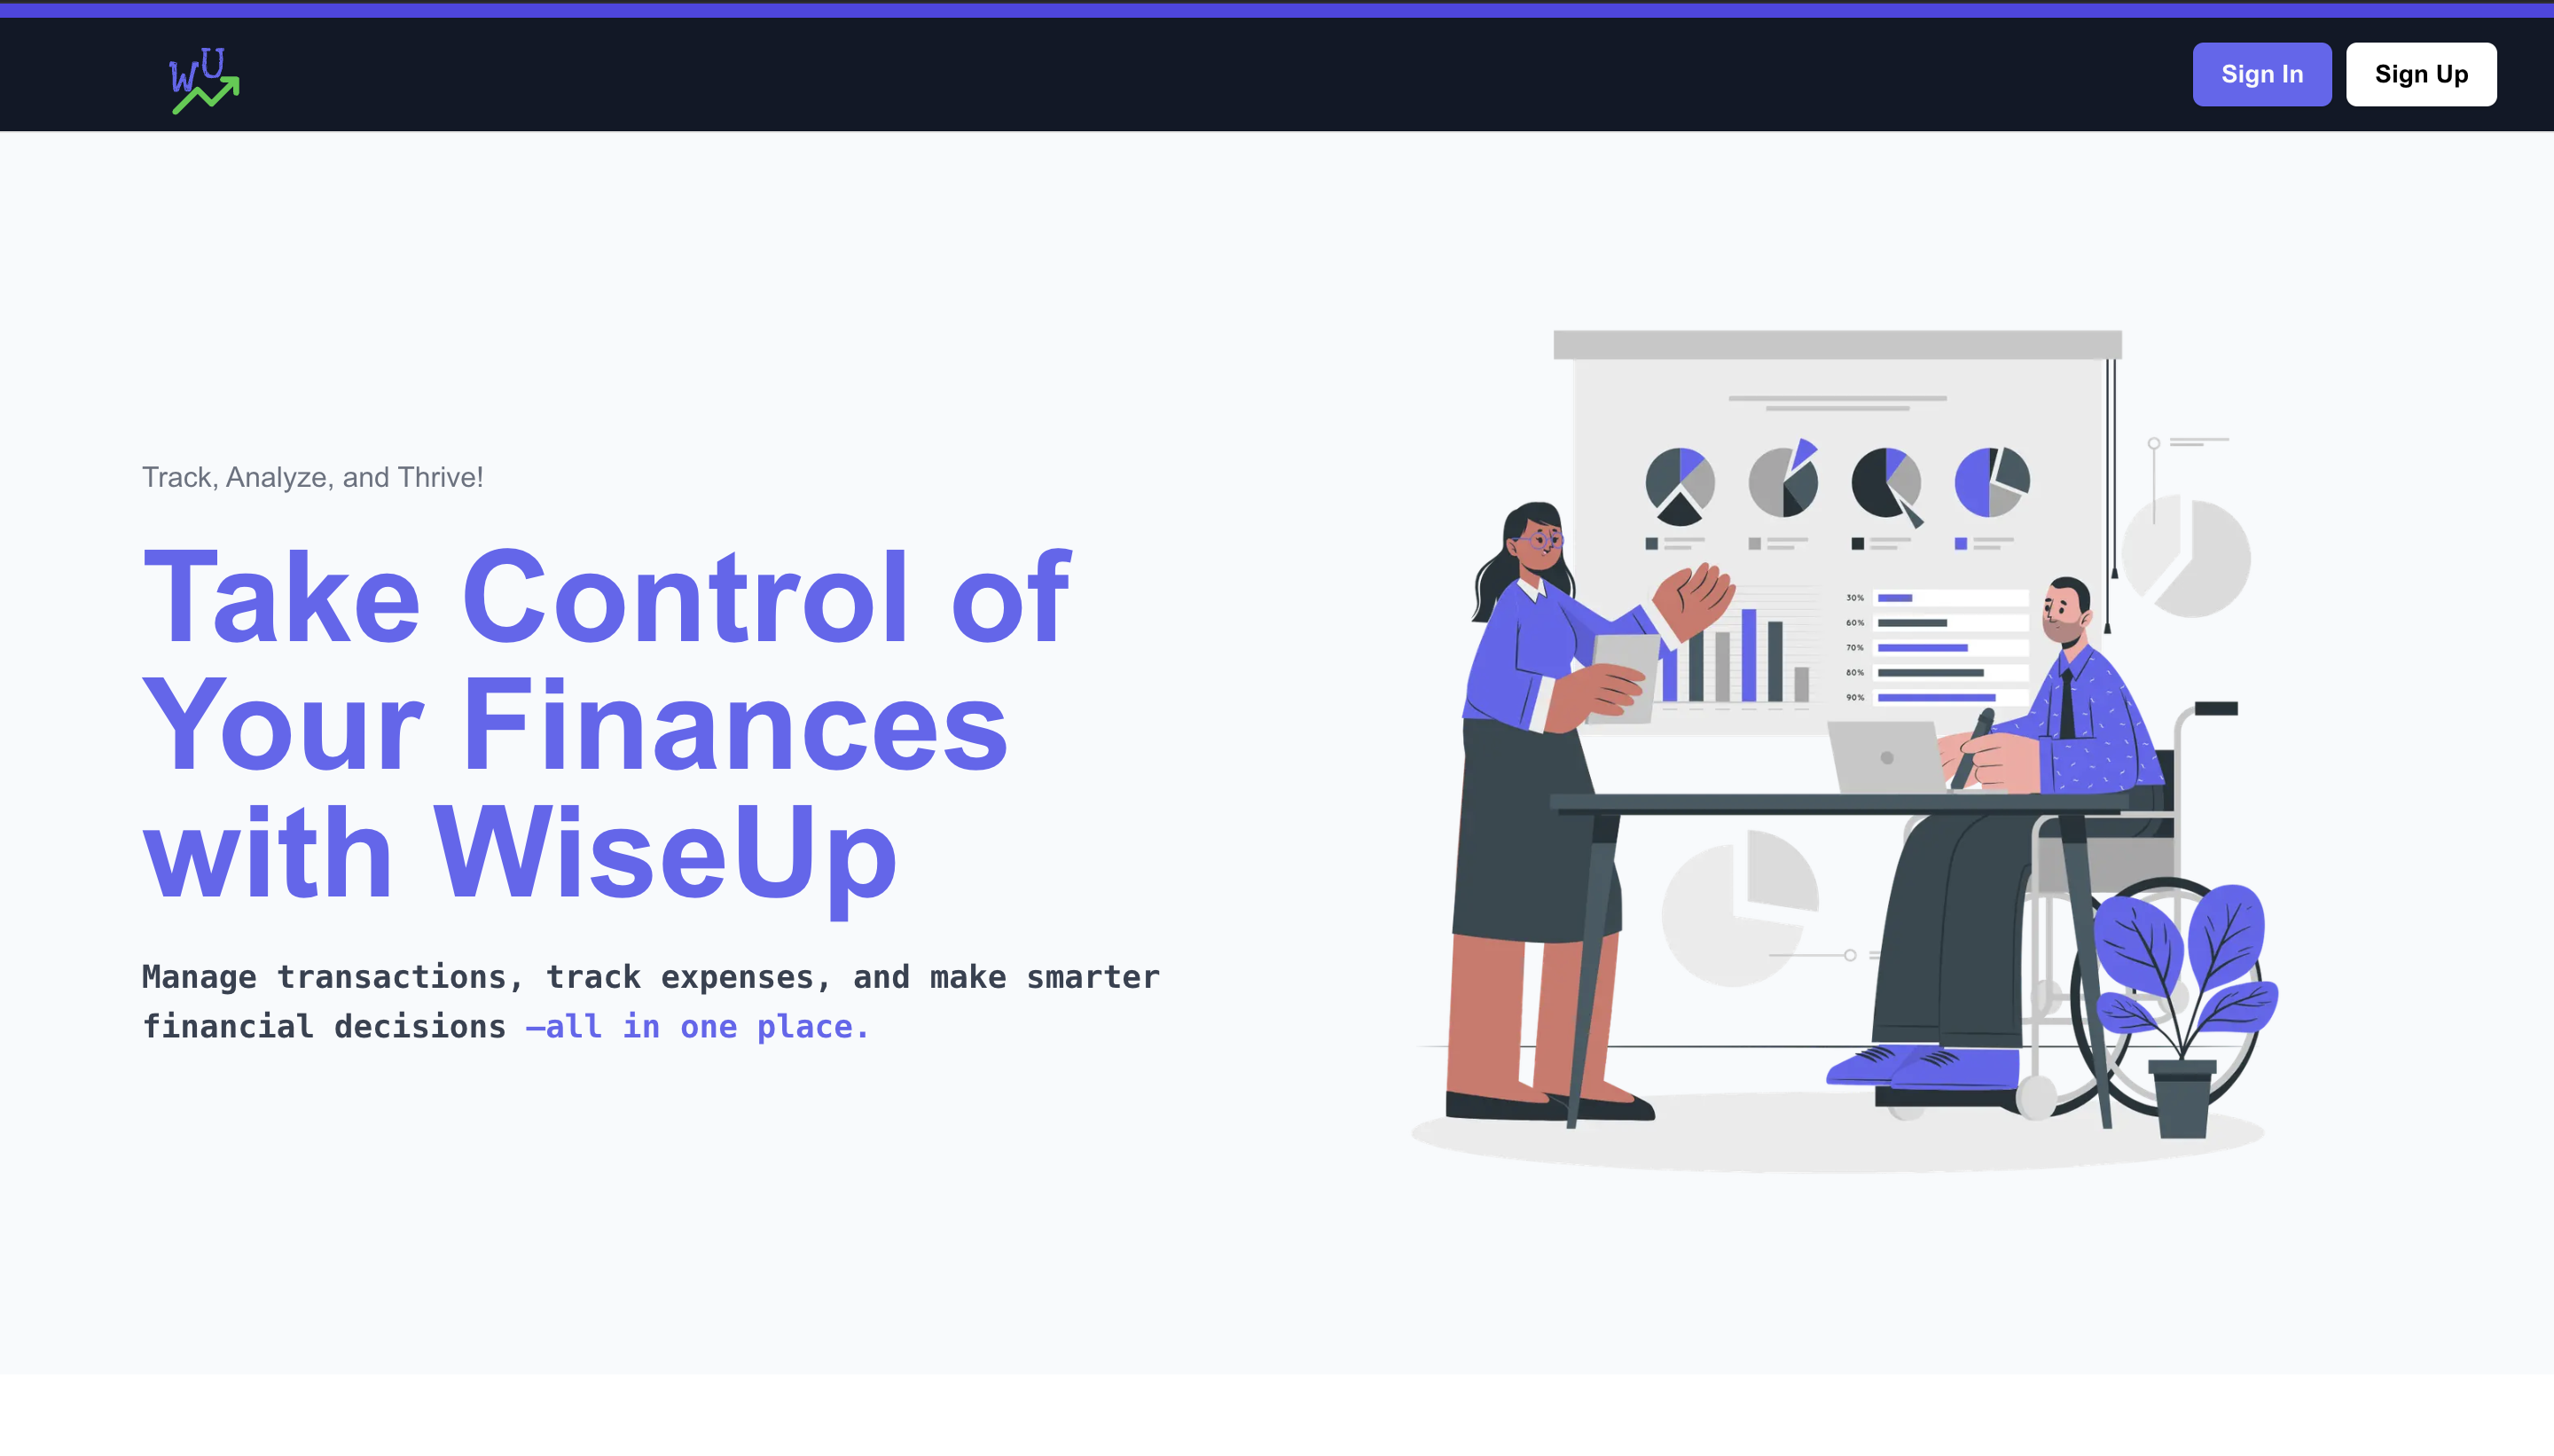 WU
Sign In
Sign Up
Track, Analyze, and Thrive!
Take Control of
Your Finances
with WiseUp
Manage transactions, track expenses, and make smarter
financial decisions —all in one place.
30%
60%
70%
80%
90%